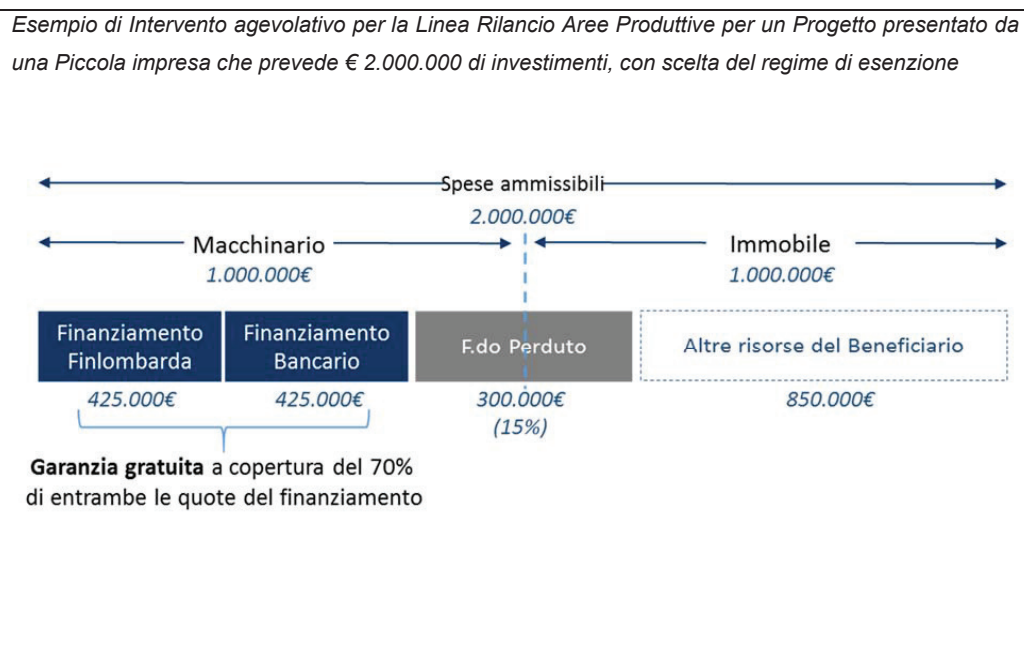 Esempio di Intervento agevolativo per la Linea Rilancio Aree Produttive per un Progetto presentato da
una Piccola impresa che prevede € 2.000.000 di investimenti, con scelta del regime di esenzione
Spese ammissibili
2.000.000€
Macchinario
1.000.000€
Immobile
1.000.000€
Finanziamento
Finlombarda
Finanziamento
Bancario
F.do Perduto
Altre risorse del Beneficiario
425.000€
425.000€
300.000€
(15%)
850.000€
Garanzia gratuita a copertura del 70%
di entrambe le quote del finanziamento